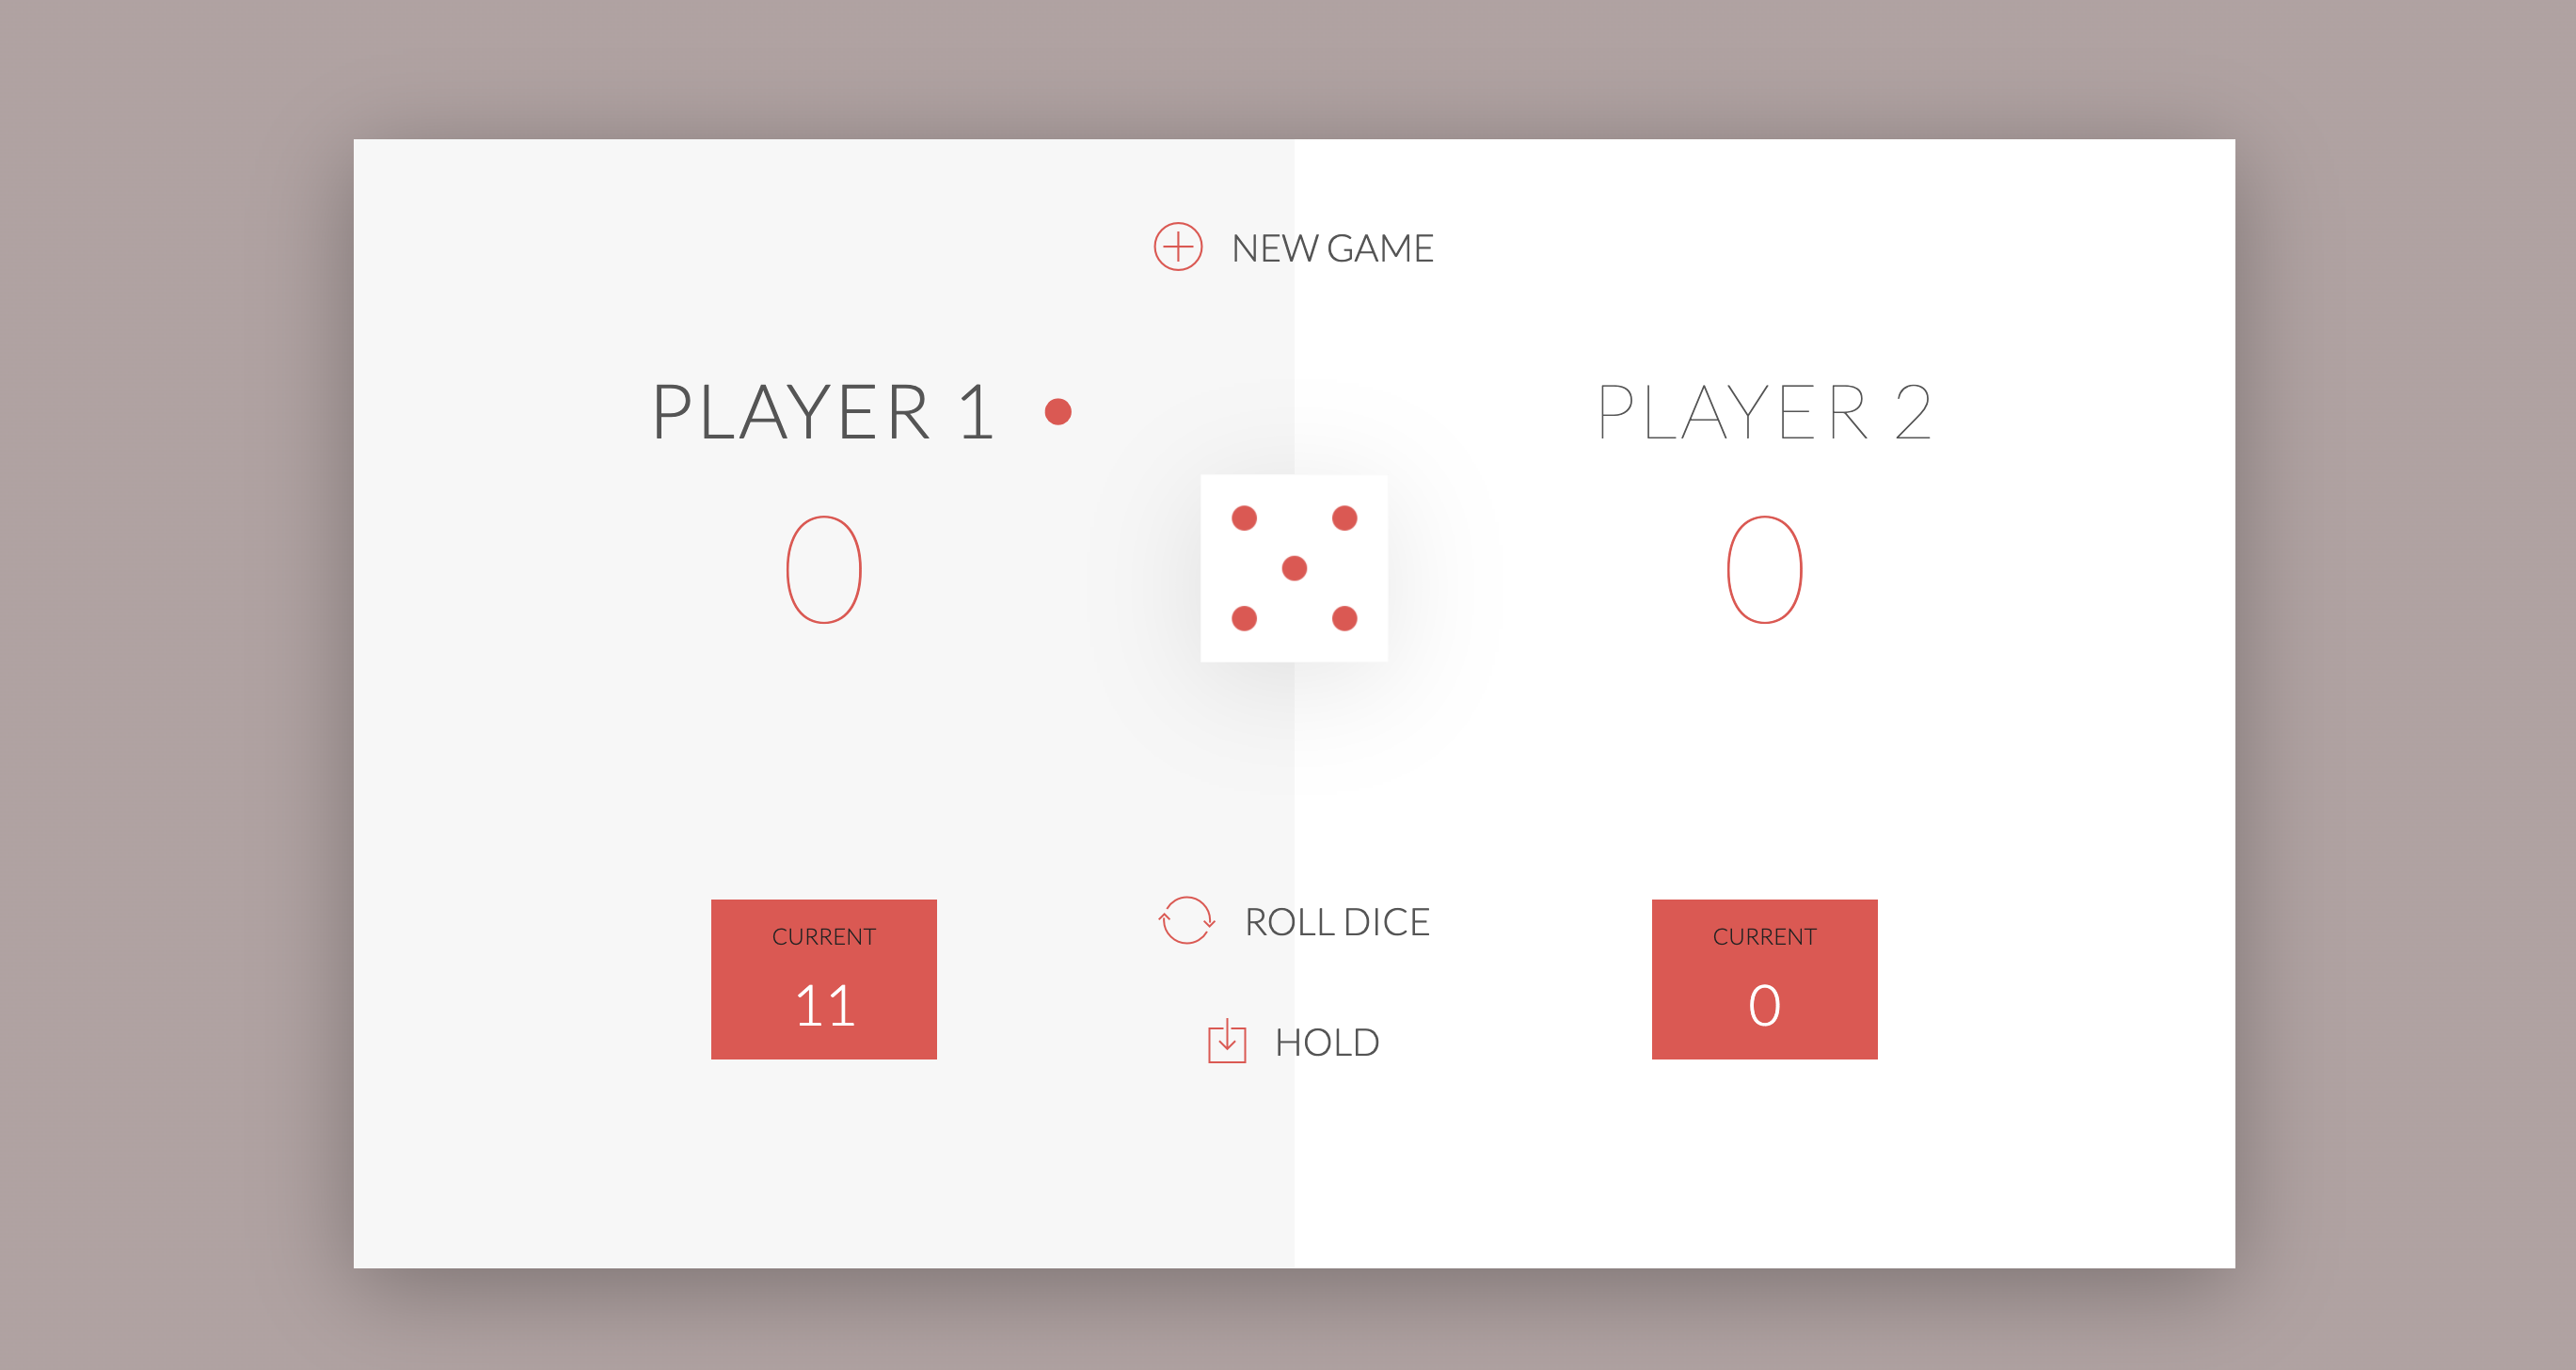 NEW GAME
PLAYER 1
PLAYER 2
0
0
CURRENT
11
ROLL DICE
HOLD
CURRENT
0